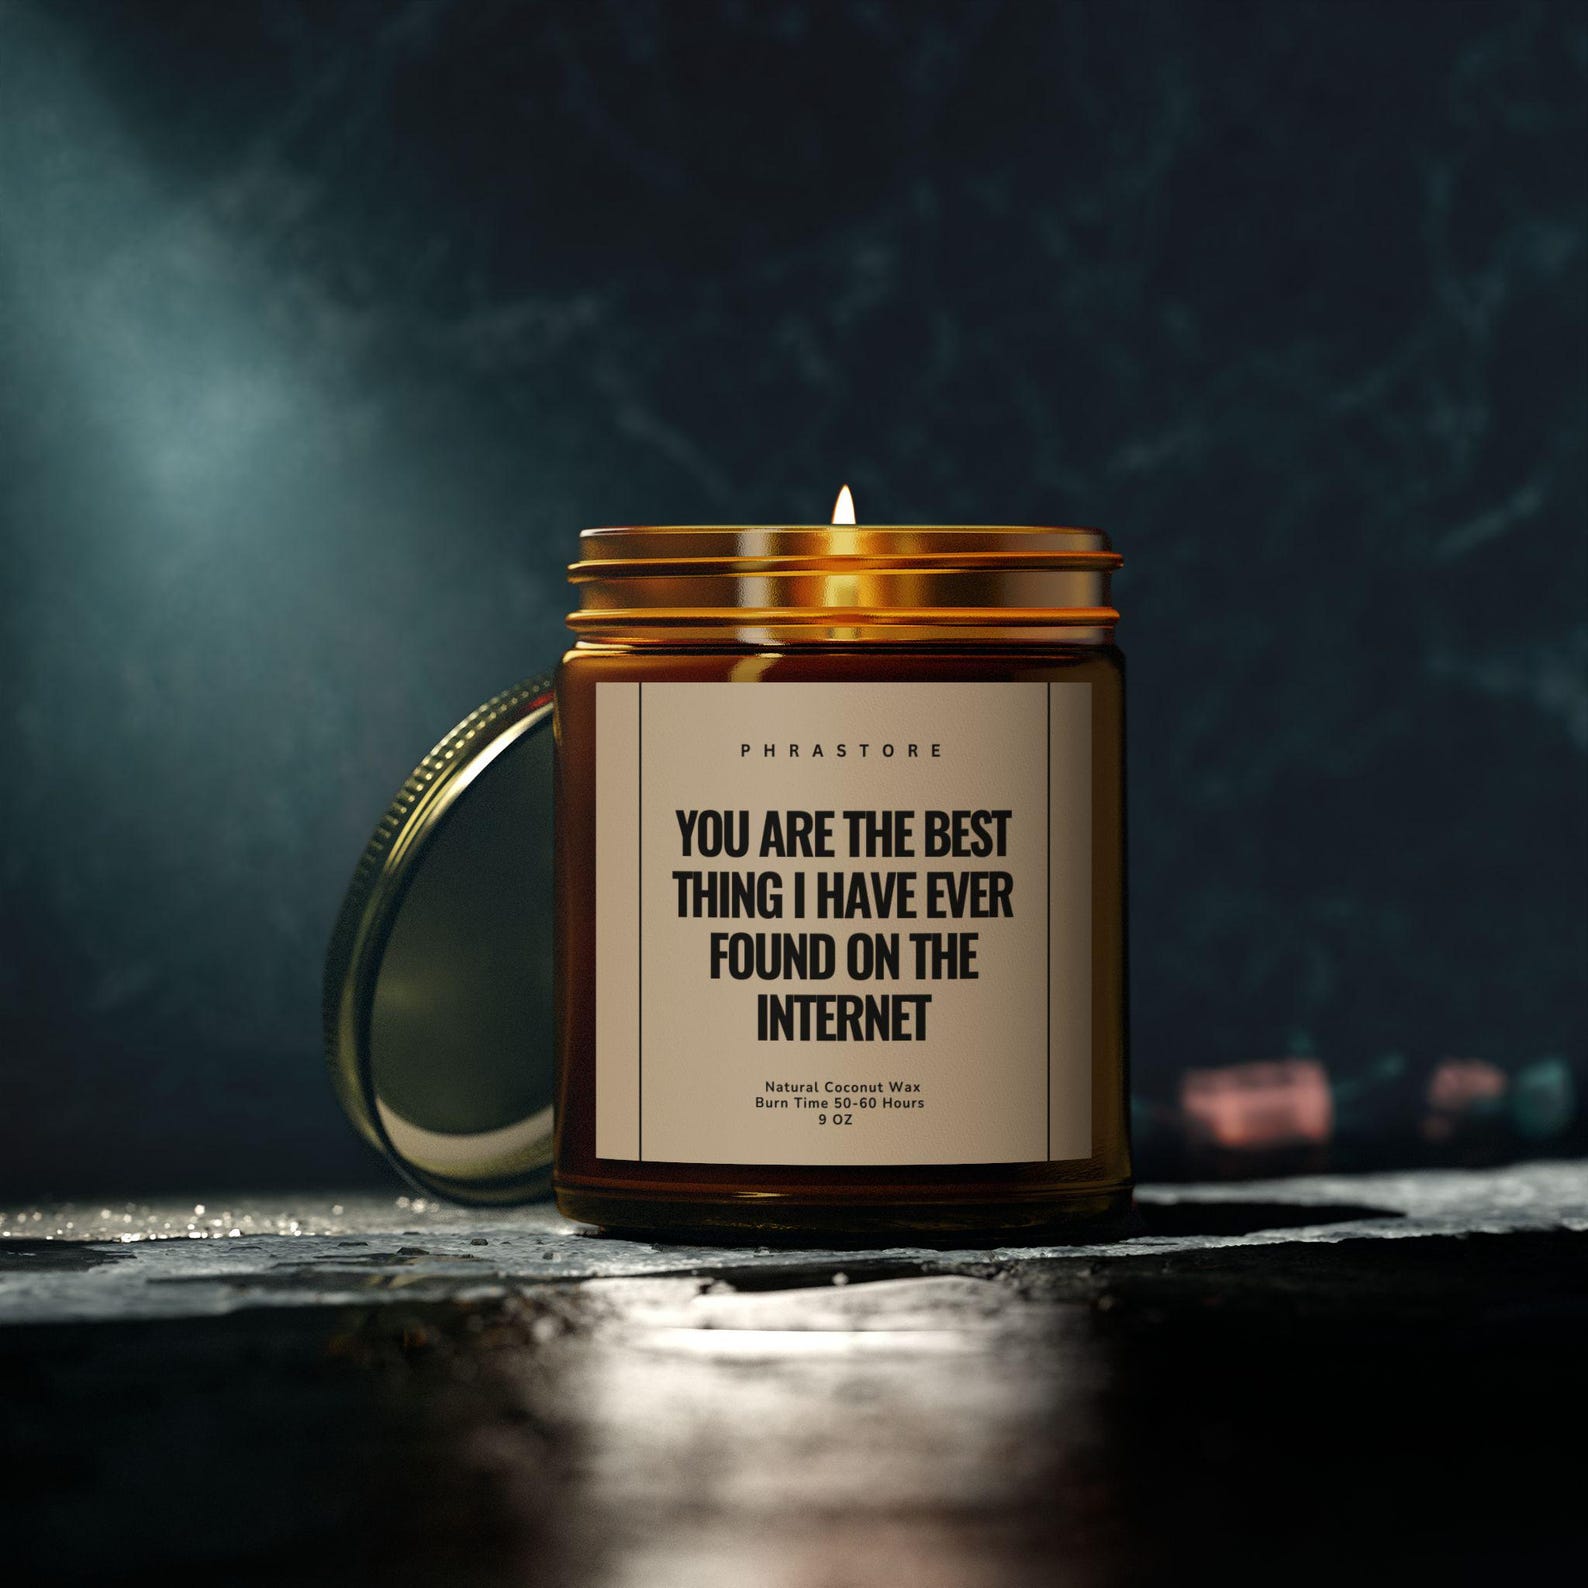 PHRASTORE
YOU ARE THE BEST
THING I HAVE EVER
FOUND ON THE
INTERNET
Natural Coconut Wax
Burn Time 50-60 Hours
9 OZ